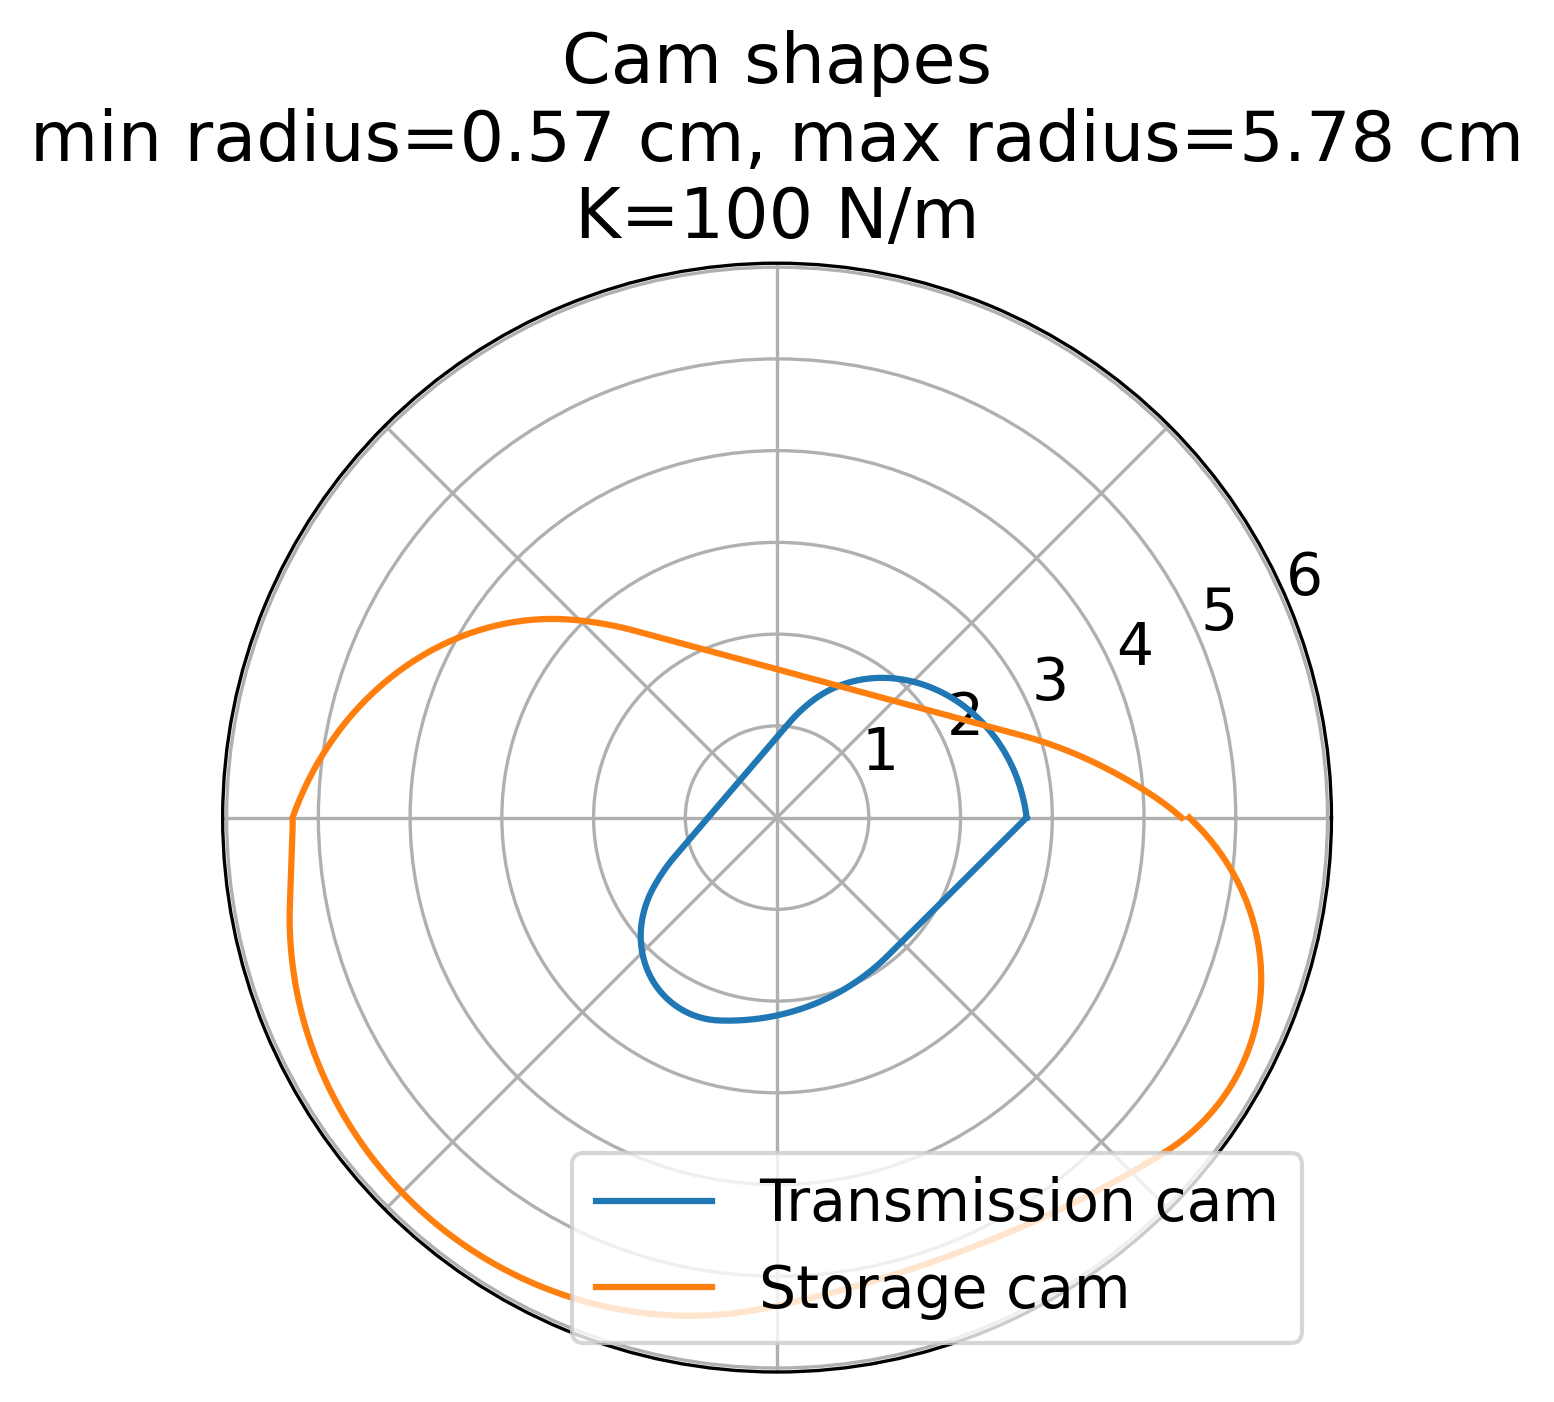 Cam shapes
min radius=0.57 cm, max radius=5.78 cm
K=100 N/m
6
5
4
3
2
1
Transmission cam
Storage cam